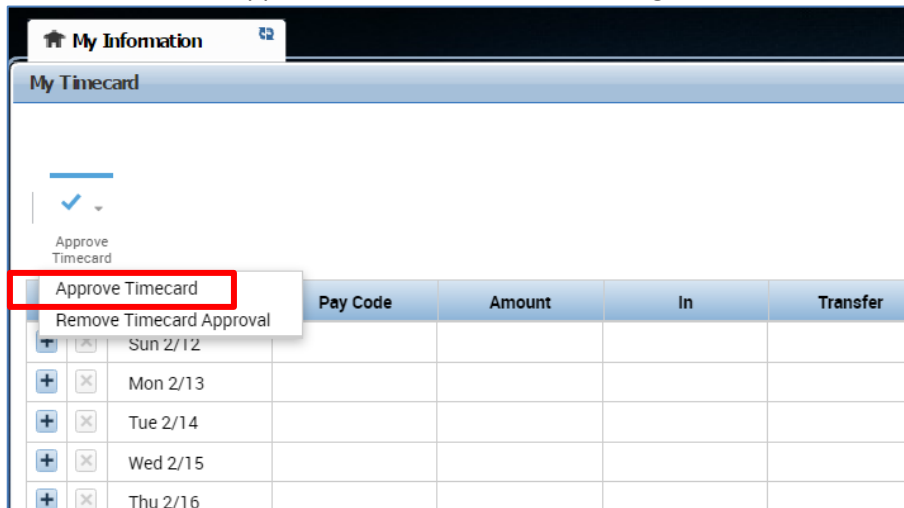 My Information
My Timecard
Approve
Timecard
Approve Timecard
Remove Timecard Approval
Pay Code Amount In Transfer
Sun 2/12
Mon 2/13
Tue 2/14
Wed 2/15
Thu 2/16